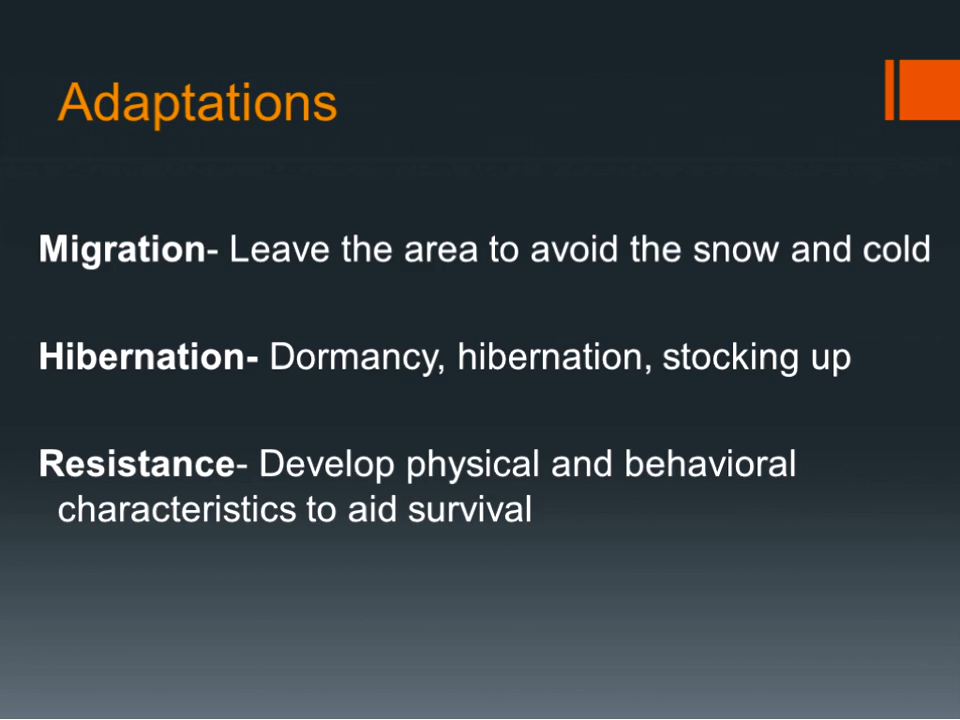 Adaptations
Migration- Leave the area to avoid the snow and cold
Hibernation- Dormancy, hibernation, stocking up
Resistance- Develop physical and behavioral
characteristics to aid survival